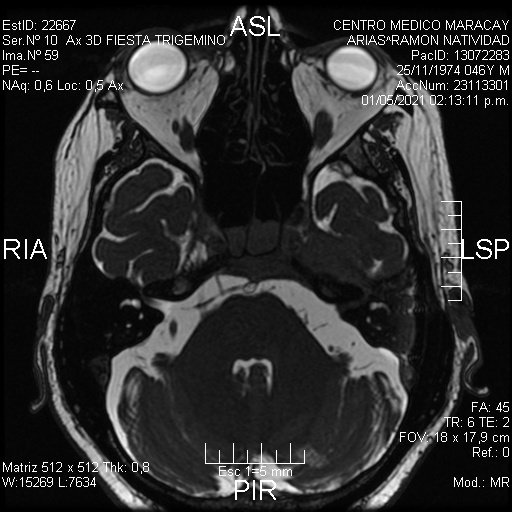 EstID: 22667
Ser.Nº 10 Ax 3D FIESTA TRIGEMINO
Ima.Nº 59
PE= --
NAq: 0,6 Loc: 0,5 Ax
ASL
CENTRO MEDICO MARACAY
ARIAS^RAMON NATIVIDAD
PacID: 13072283
25/11/1974 046Y M
AccNum: 23113301
01/05/2021 02:13:11 p.m.
RIA
LSP
FA: 45
TR: 6 TE: 2
FOV: 18 x 17,9 cm
Ref.: 0
Mod.: MR
Matriz 512 x 512 Thk: 0,8
W:15269 L:7634
Esc 1=5 mm
PIR